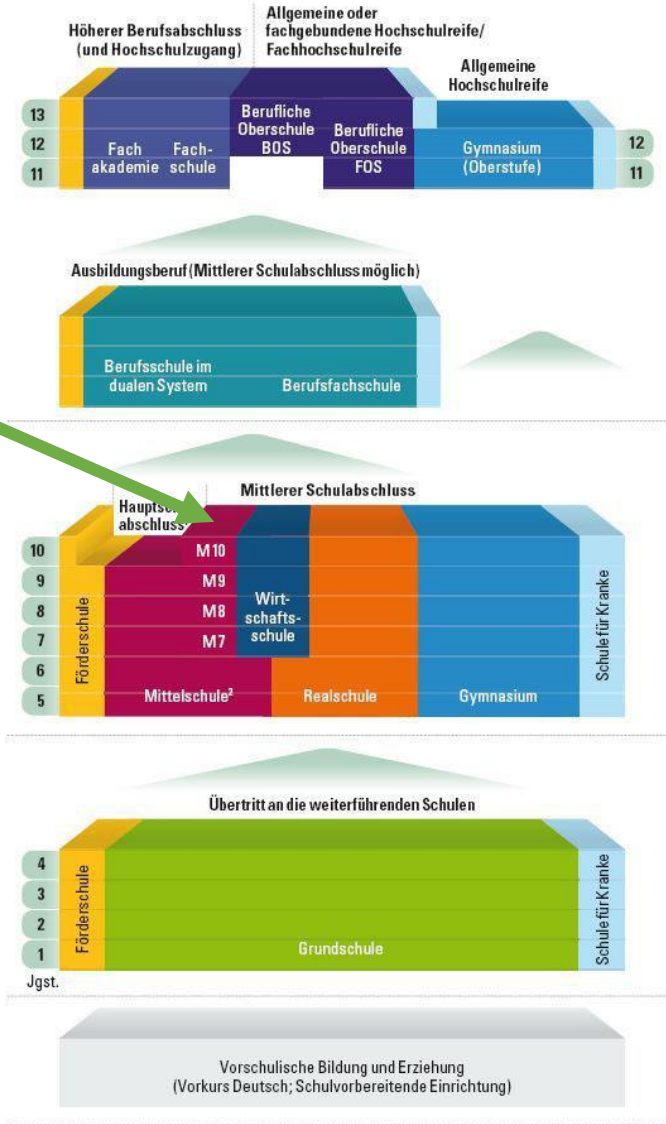 Höherer Berufsabschluss
(und Hochschulzugang)
Allgemeine oder
fachgebundene Hochschulreife/
Fachhochschulreife
Allgemeine
Hochschulreife
13
12
11
Fach
akademie
Fach-
schule
Berufliche
Oberschule
BOS
Berufliche
Oberschule
FOS
Gymnasium
(Oberstufe)
12
11
Ausbildungsberuf (Mittlerer Schulabschluss möglich)
Berufsschule im
dualen System
Berufsfachschule
Mittlerer Schulabschluss
abschluss
10
9
8
7
6
5
Förderschule
M10
M9
M8
M7
Mittelschule²
Wirt-
schafts-
schule
Realschule
Gymnasium
Schule für Kranke
Übertritt an die weiterführenden Schulen
4
3
2
1
Jgst.
Förderschule
Grundschule
Schule für Kranke
Vorschulische Bildung und Erziehung
(Vorkurs Deutsch; Schulvorbereitende Einrichtung)